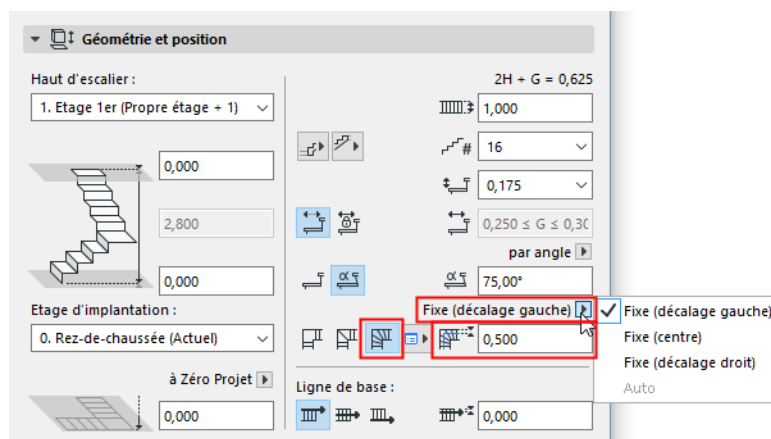 Géométrie et position
Haut d'escalier :
2H + G = 0,625
1. Etage 1er (Propre étage + 1)
1,000
# 16
0,000
0,175
2,800
0,250 ≤ G ≤ 0,30
par angle
α α
0,000
75,00°
Etage d'implantation :
Fixe (décalage gauche)
Fixe (décalage gauche)
0. Rez-de-chaussée (Actuel)
0,500
Fixe (centre)
Fixe (décalage droit)
à Zéro Projet
Ligne de base :
Auto
0,000
0,000